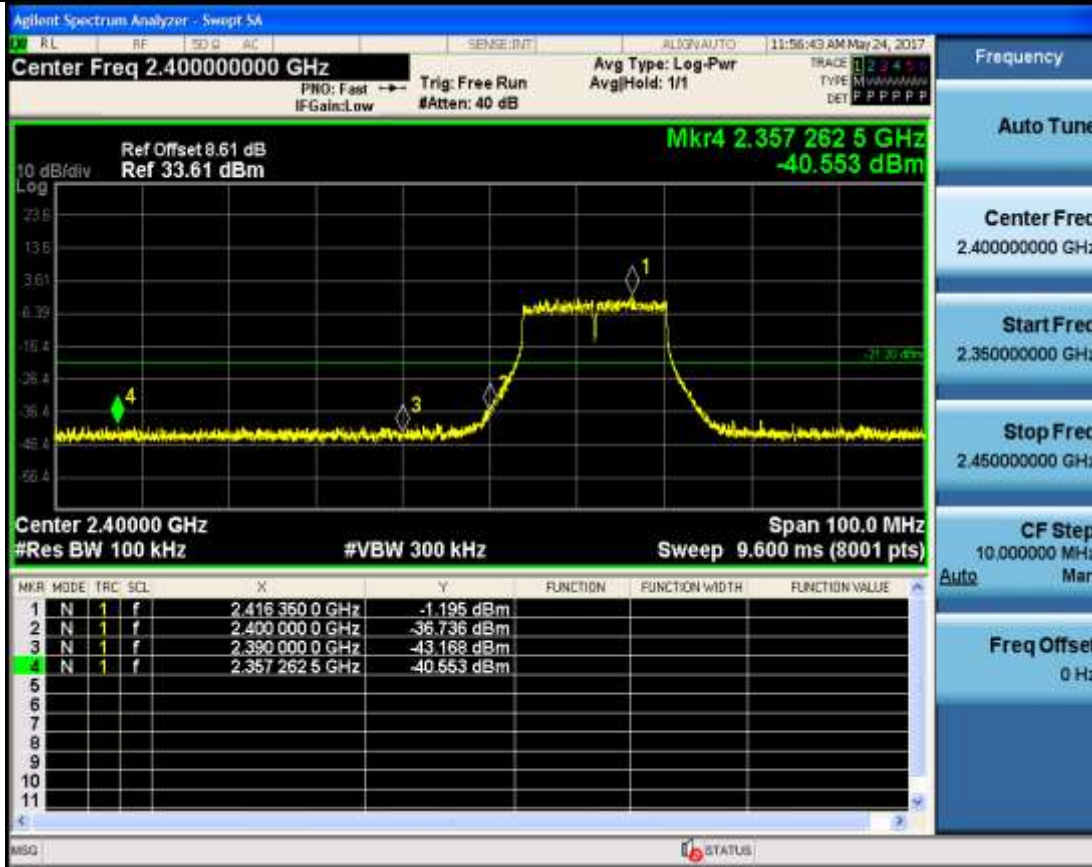 Agilent Spectrum Analyzer - Swept SA
RL RF 50 Ω AC SENSE:INT ALIGN AUTO 11:56:43 AM May 24, 2017
Center Freq 2.400000000 GHz
PNO: Fast
IFGain:Low
Trig: Free Run
#Atten: 40 dB
Avg Type: Log-Pwr
Avg|Hold: 1/1
TRACE 1 2 3 4 5 6
TYPE M
DET P P P P P P
Mkr4 2.357 262 5 GHz
-40.553 dBm
Ref Offset 8.61 dB
10 dB/div Ref 33.61 dBm
Log
23.6
13.6
3.61
-6.39
-16.4
-26.4
-36.4
-46.4
-56.4
1
2
3
4
-21.20 dBm
Center 2.40000 GHz Span 100.0 MHz
#Res BW 100 kHz #VBW 300 kHz Sweep 9.600 ms (8001 pts)
MKR MODE TRC SCL X Y FUNCTION FUNCTION WIDTH FUNCTION VALUE
1 N 1 f 2.416 350 0 GHz -1.195 dBm
2 N 1 f 2.400 000 0 GHz -36.736 dBm
3 N 1 f 2.390 000 0 GHz -43.168 dBm
4 N 1 f 2.357 262 5 GHz -40.553 dBm
5
6
7
8
9
10
11
MSG STATUS
Frequency
Auto Tune
Center Freq
2.400000000 GHz
Start Freq
2.350000000 GHz
Stop Freq
2.450000000 GHz
CF Step
10.000000 MHz
Auto Man
Freq Offset
0 Hz